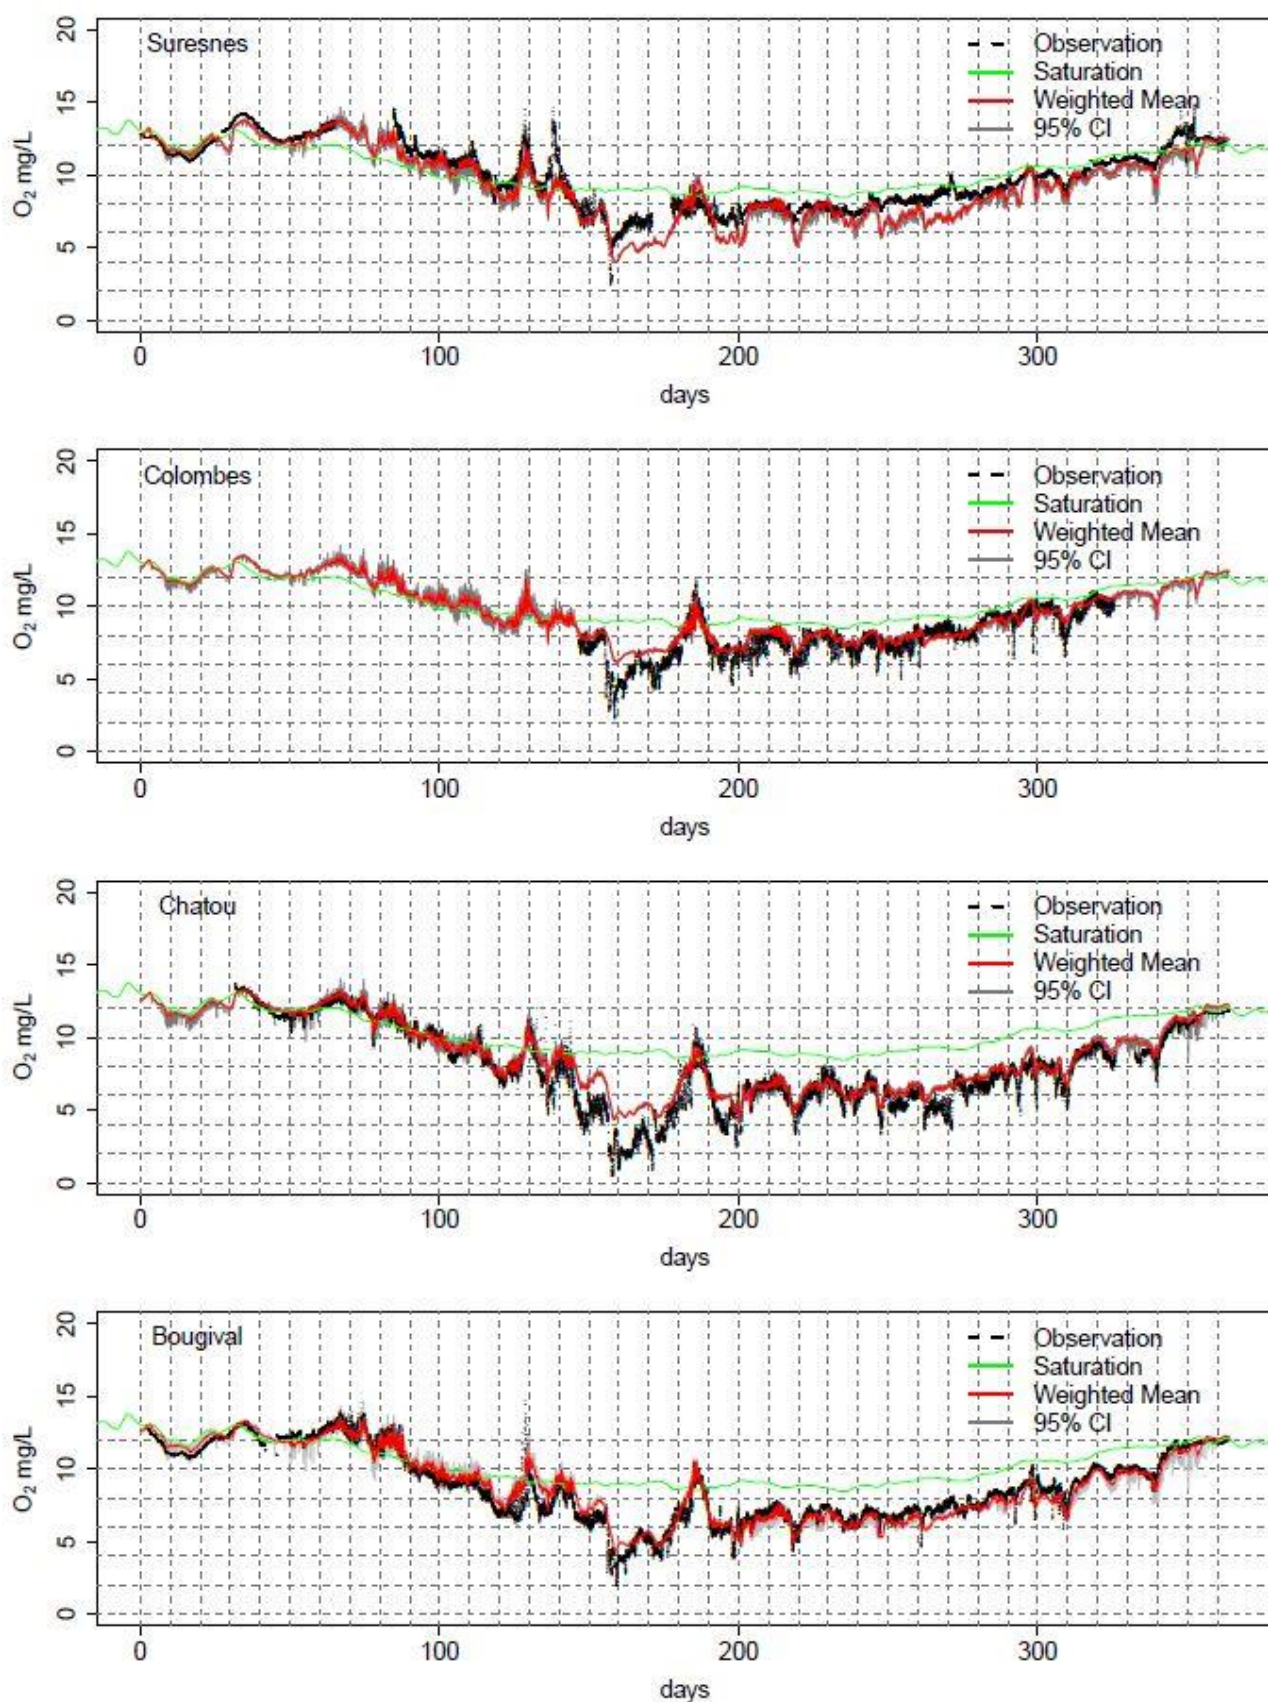 Suresnes
Observation
Saturation
Weighted Mean
95% CI
O2 mg/L
20
15
10
5
0
0 100 200 300
days
Colombes
Observation
Saturation
Weighted Mean
95% CI
O2 mg/L
20
15
10
5
0
0 100 200 300
days
Chatou
Observation
Saturation
Weighted Mean
95% CI
O2 mg/L
20
15
10
5
0
0 100 200 300
days
Bougival
Observation
Saturation
Weighted Mean
95% CI
O2 mg/L
20
15
10
5
0
0 100 200 300
days